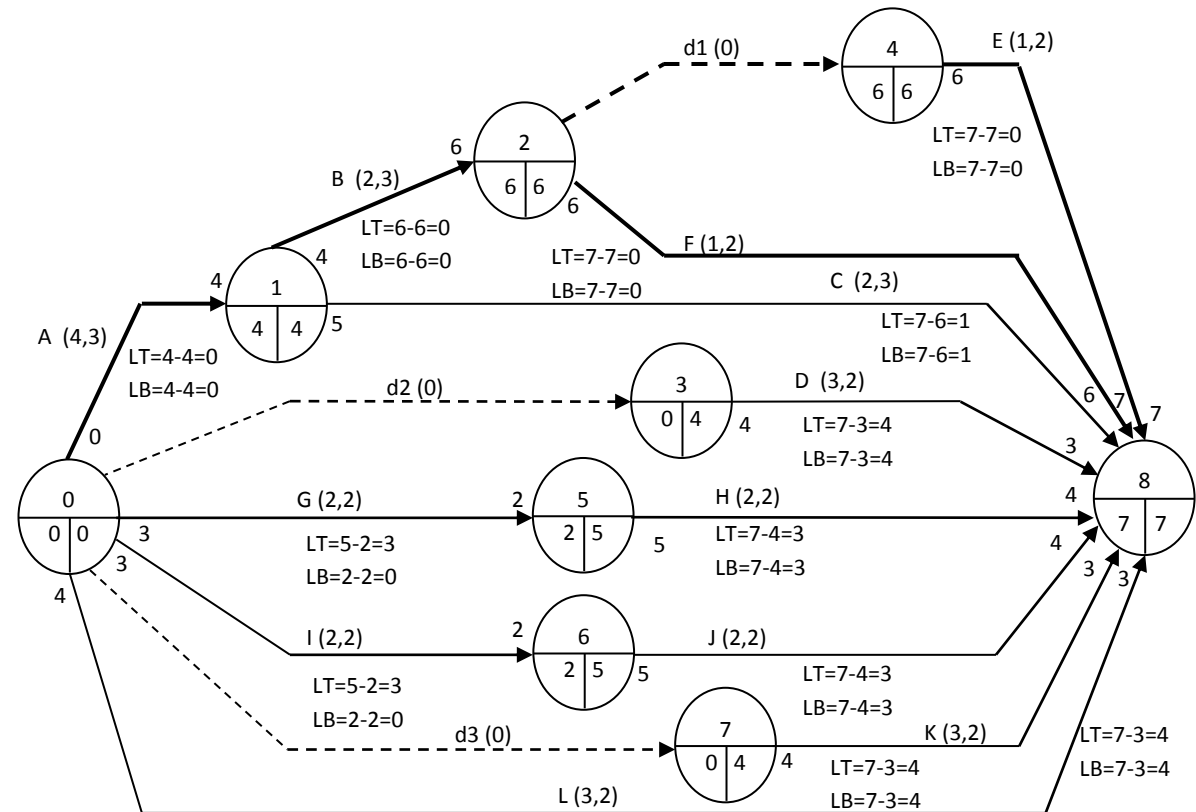 4
E (1,2)
d1 (0)
6 6
6
LT=7-7=0
LB=7-7=0
2
6
B (2,3)
6 6
6
LT=6-6=0
LB=6-6=0
F (1,2)
LT=7-7=0
LB=7-7=0
4
4
1
C (2,3)
4 4
5
A (4,3)
LT=4-4=0
LB=4-4=0
LT=7-6=1
LB=7-6=1
d2 (0)
3
D (3,2)
0 4
4
LT=7-3=4
LB=7-3=4
6
7
7
0
3
8
0
G (2,2)
2
5
H (2,2)
4
0 0
3
2 5
5
7 7
LT=5-2=3
LB=2-2=0
LT=7-4=3
LB=7-4=3
4
3
4
3
3
I (2,2)
2
6
J (2,2)
2 5
5
LT=5-2=3
LB=2-2=0
LT=7-4=3
LB=7-4=3
d3 (0)
7
K (3,2)
0 4
4
LT=7-3=4
LB=7-3=4
LT=7-3=4
LB=7-3=4
L (3,2)